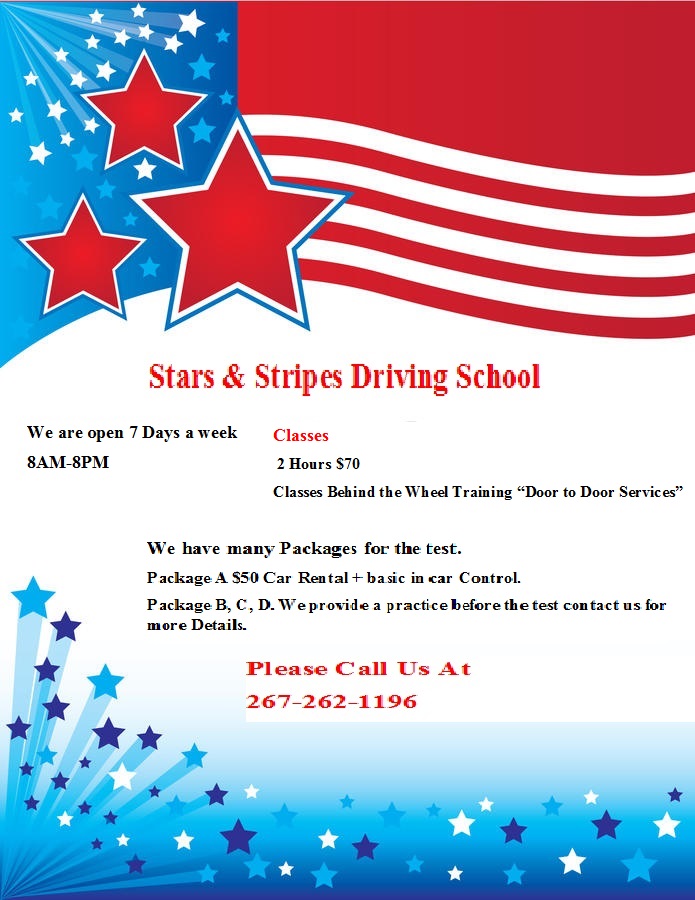 Stars & Stripes Driving School
We are open 7 Days a week
8AM-8PM
Classes
2 Hours $70
Classes Behind the Wheel Training “Door to Door Services”
We have many Packages for the test.
Package A $50 Car Rental + basic in car Control.
Package B, C, D. We provide a practice before the test contact us for
more Details.
Please Call Us At
267-262-1196